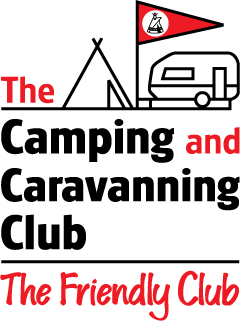 The
Camping and
Caravanning
Club
The Friendly Club